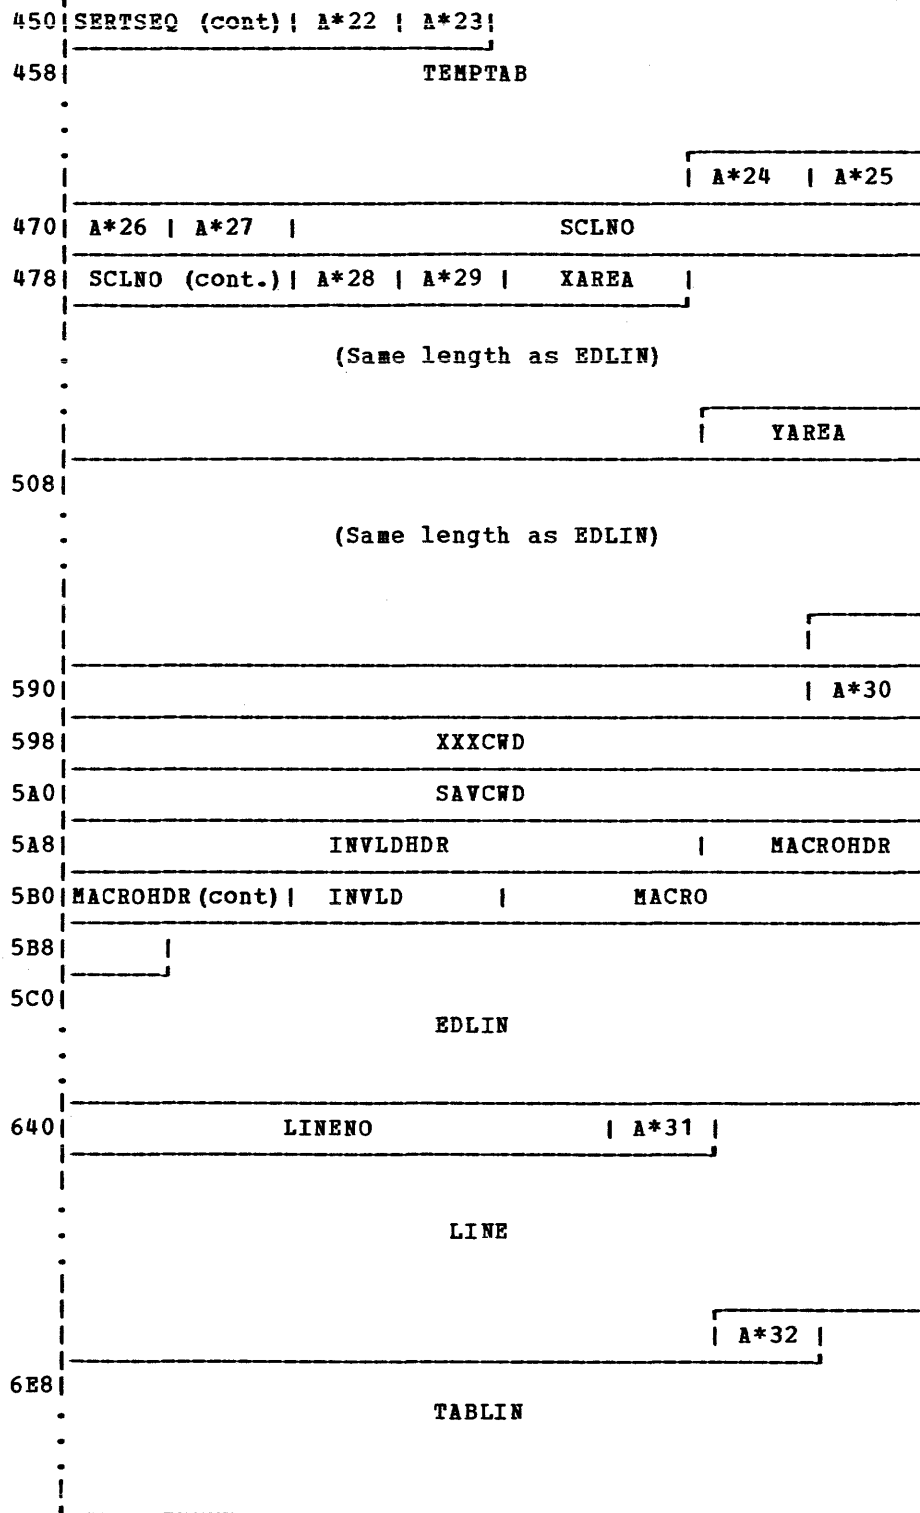 450 SERTSEQ (cont) | A*22 | A*23
458 TEMPTAB
A*24 | A*25
470 A*26 | A*27 | SCLNO
478 SCLNO (cont.) | A*28 | A*29 | XAREA
(Same length as EDLIN)
YAREA
508
(Same length as EDLIN)
590 | A*30
598 XXXCWD
5A0 SAVCWD
5A8 INVLDHDR | MACROHDR
5B0 MACROHDR (cont) | INVLD | MACRO
5B8
5C0
EDLIN
640 LINENO | A*31
LINE
A*32
6E8
TABLIN